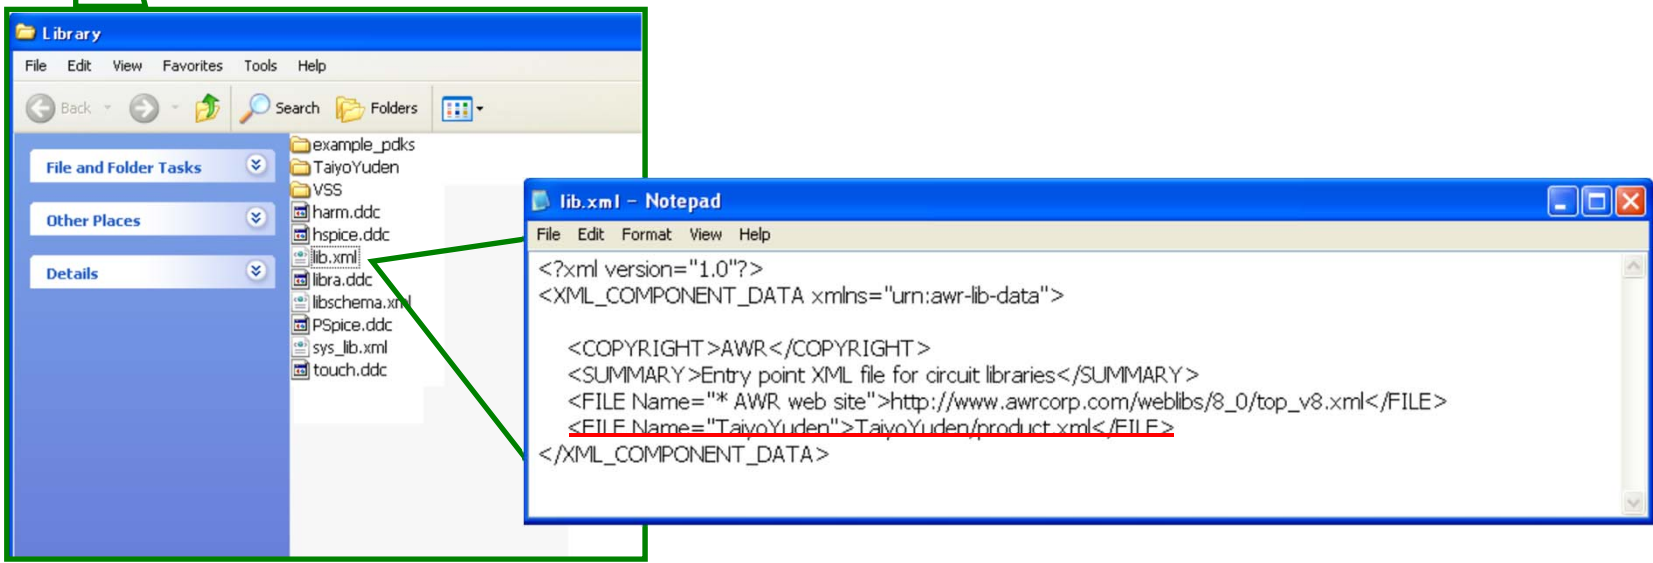 Library
File Edit View Favorites Tools Help
Back Search Folders
File and Folder Tasks
Other Places
Details
example_pdks
TaiyoYuden
VSS
harm.ddc
hspice.ddc
lib.xml
libra.ddc
libschema.xml
PSpice.ddc
sys_lib.xml
touch.ddc
lib.xml - Notepad
File Edit Format View Help
<?xml version="1.0"?>
<XML_COMPONENT_DATA xmlns="urn:awr-lib-data">
<COPYRIGHT>AWR</COPYRIGHT>
<SUMMARY>Entry point XML file for circuit libraries</SUMMARY>
<FILE Name="* AWR web site">http://www.awrcorp.com/weblibs/8_0/top_v8.xml</FILE>
<FILE Name="TaiyoYuden">TaiyoYuden/product.xml</FILE>
</XML_COMPONENT_DATA>